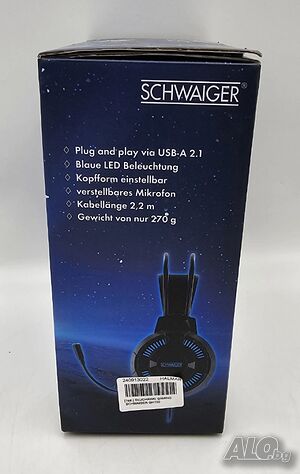 SCHWAIGER®
◊ Plug and play via USB-A 2.1
◊ Blaue LED Beleuchtung
◊ Kopfform einstellbar
◊ verstellbares Mikrofon
◊ Kabellänge 2,2 m
◊ Gewicht von nur 270 g
240913022
ALO.bg